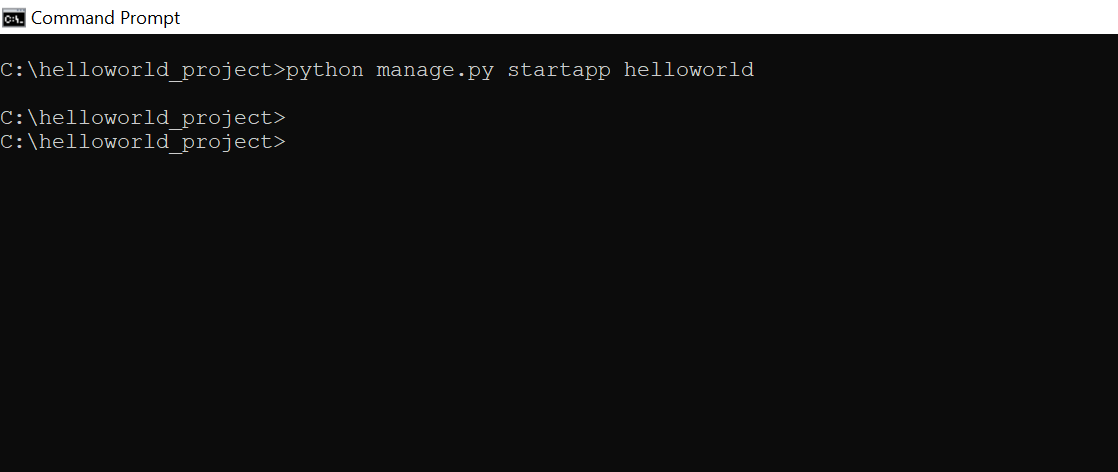 Command Prompt
C:\helloworld_project>python manage.py startapp helloworld
C:\helloworld_project>
C:\helloworld_project>